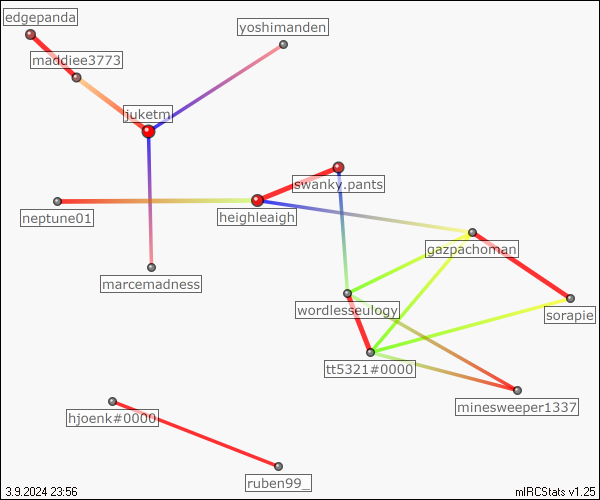 edgepanda
yoshimanden
maddiee3773
juketm
swanky.pants
neptune01
heighleaigh
gazpachoman
marcemadness
wordlesseulogy
sorapie
tt5321#0000
minesweeper1337
hjoenk#0000
ruben99_
3.9.2024 23:56
mIRCStats v1.25